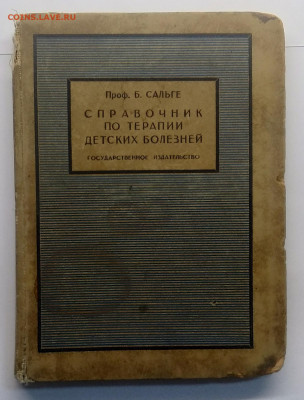 COINS.LAVE.RU
Проф. Б. САЛЬГЕ
СПРАВОЧНИК
ПО ТЕРАПИИ
ДЕТСКИХ БОЛЕЗНЕЙ
ГОСУДАРСТВЕННОЕ ИЗДАТЕЛЬСТВО